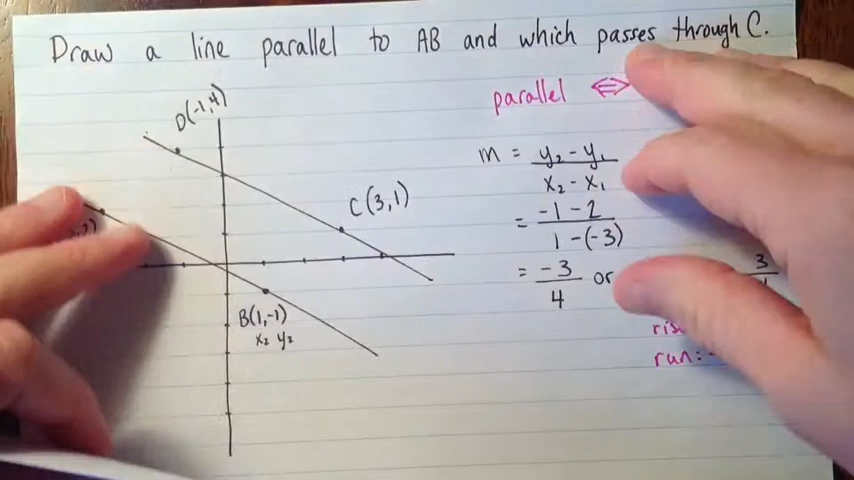 Draw a line parallel to AB and which passes through C.
D(-1,4)
parallel ⇔
C(3,1)
m = y₂ - y₁ / x₂ - x₁
= -1 - 2 / 1 - (-3)
= -3 / 4 or
3
B(1,-1)
x₂ y₂
run: